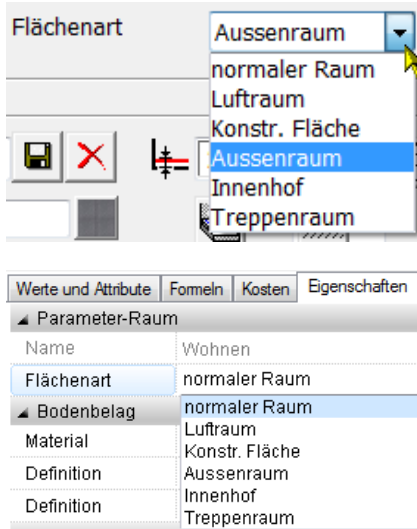 Flächenart Aussenraum
normaler Raum
Luftraum
Konstr. Fläche
Aussenraum
Innenhof
Treppenraum
Werte und Attribute Formeln Kosten Eigenschaften
Parameter-Raum
Name Wohnen
Flächenart normaler Raum
Bodenbelag normaler Raum
Luftraum
Material Konstr. Fläche
Definition Aussenraum
Innenhof
Definition Treppenraum